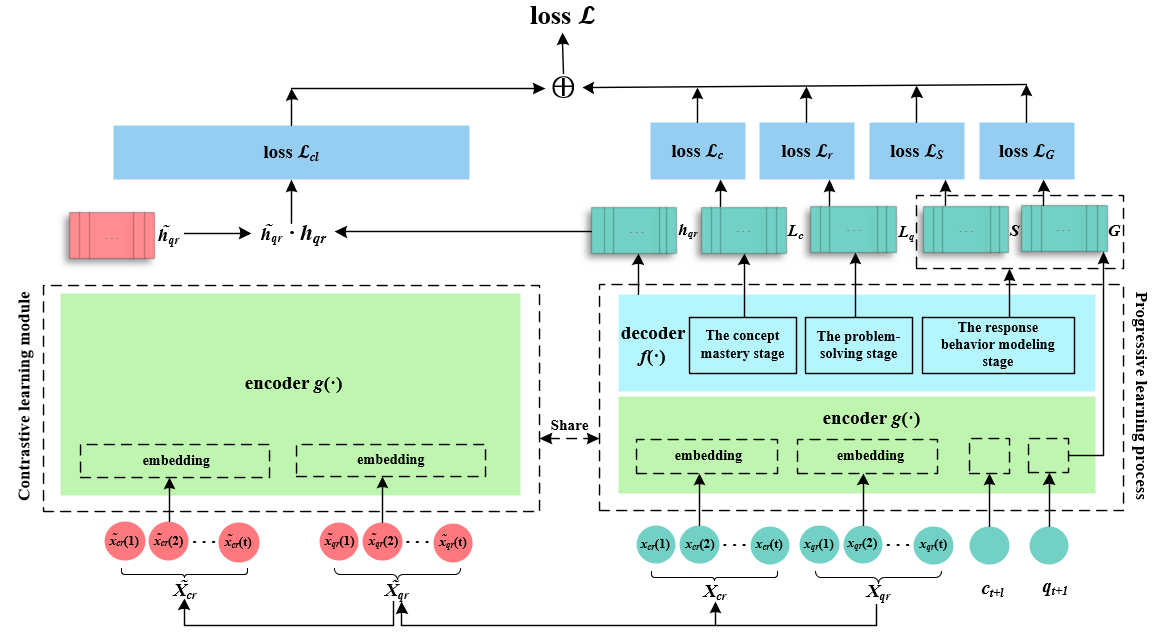 loss ℒ
loss ℒcl
loss ℒc
loss ℒr
loss ℒS
loss ℒG
...
h̃qr
h̃qr · hqr
...
hqr
...
Lc
...
Lq
...
S
...
G
Contrastive learning module
encoder g(·)
embedding
embedding
Share
decoder
f(·)
The concept
mastery stage
The problem-
solving stage
The response
behavior modeling
stage
encoder g(·)
embedding
embedding
Progressive learning process
x̃cr(1)
x̃cr(2)
···
x̃cr(t)
x̃qr(1)
x̃qr(2)
···
x̃qr(t)
xcr(1)
xcr(2)
···
xcr(t)
xqr(1)
xqr(2)
···
xqr(t)
X̃cr
X̃qr
Xcr
Xqr
ct+1
qt+1